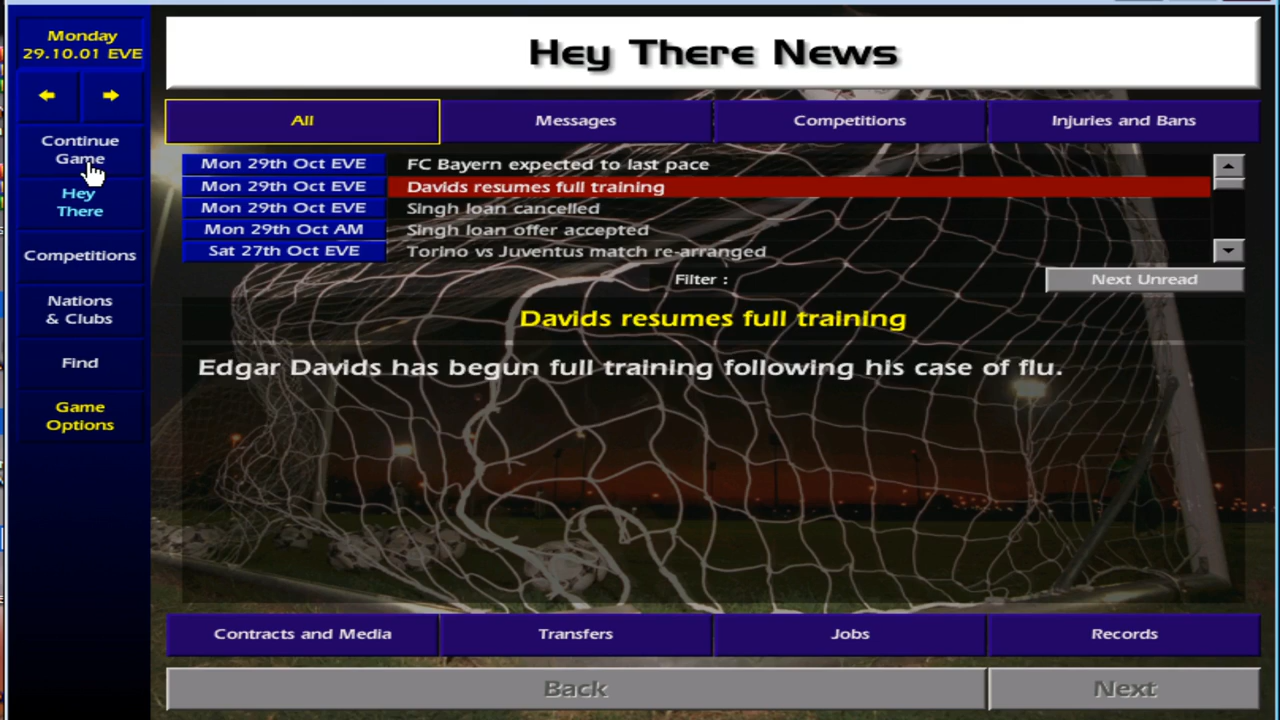 Monday
29.10.01 EVE
Continue
Game
Hey
There
Competitions
Nations
& Clubs
Find
Game
Options
Hey There News
All
Messages
Competitions
Injuries and Bans
Mon 29th Oct EVE FC Bayern expected to last pace
Mon 29th Oct EVE Davids resumes full training
Mon 29th Oct EVE Singh loan cancelled
Mon 29th Oct AM Singh loan offer accepted
Sat 27th Oct EVE Torino vs Juventus match re-arranged
Filter :
Next Unread
Davids resumes full training
Edgar Davids has begun full training following his case of flu.
Contracts and Media
Transfers
Jobs
Records
Back
Next